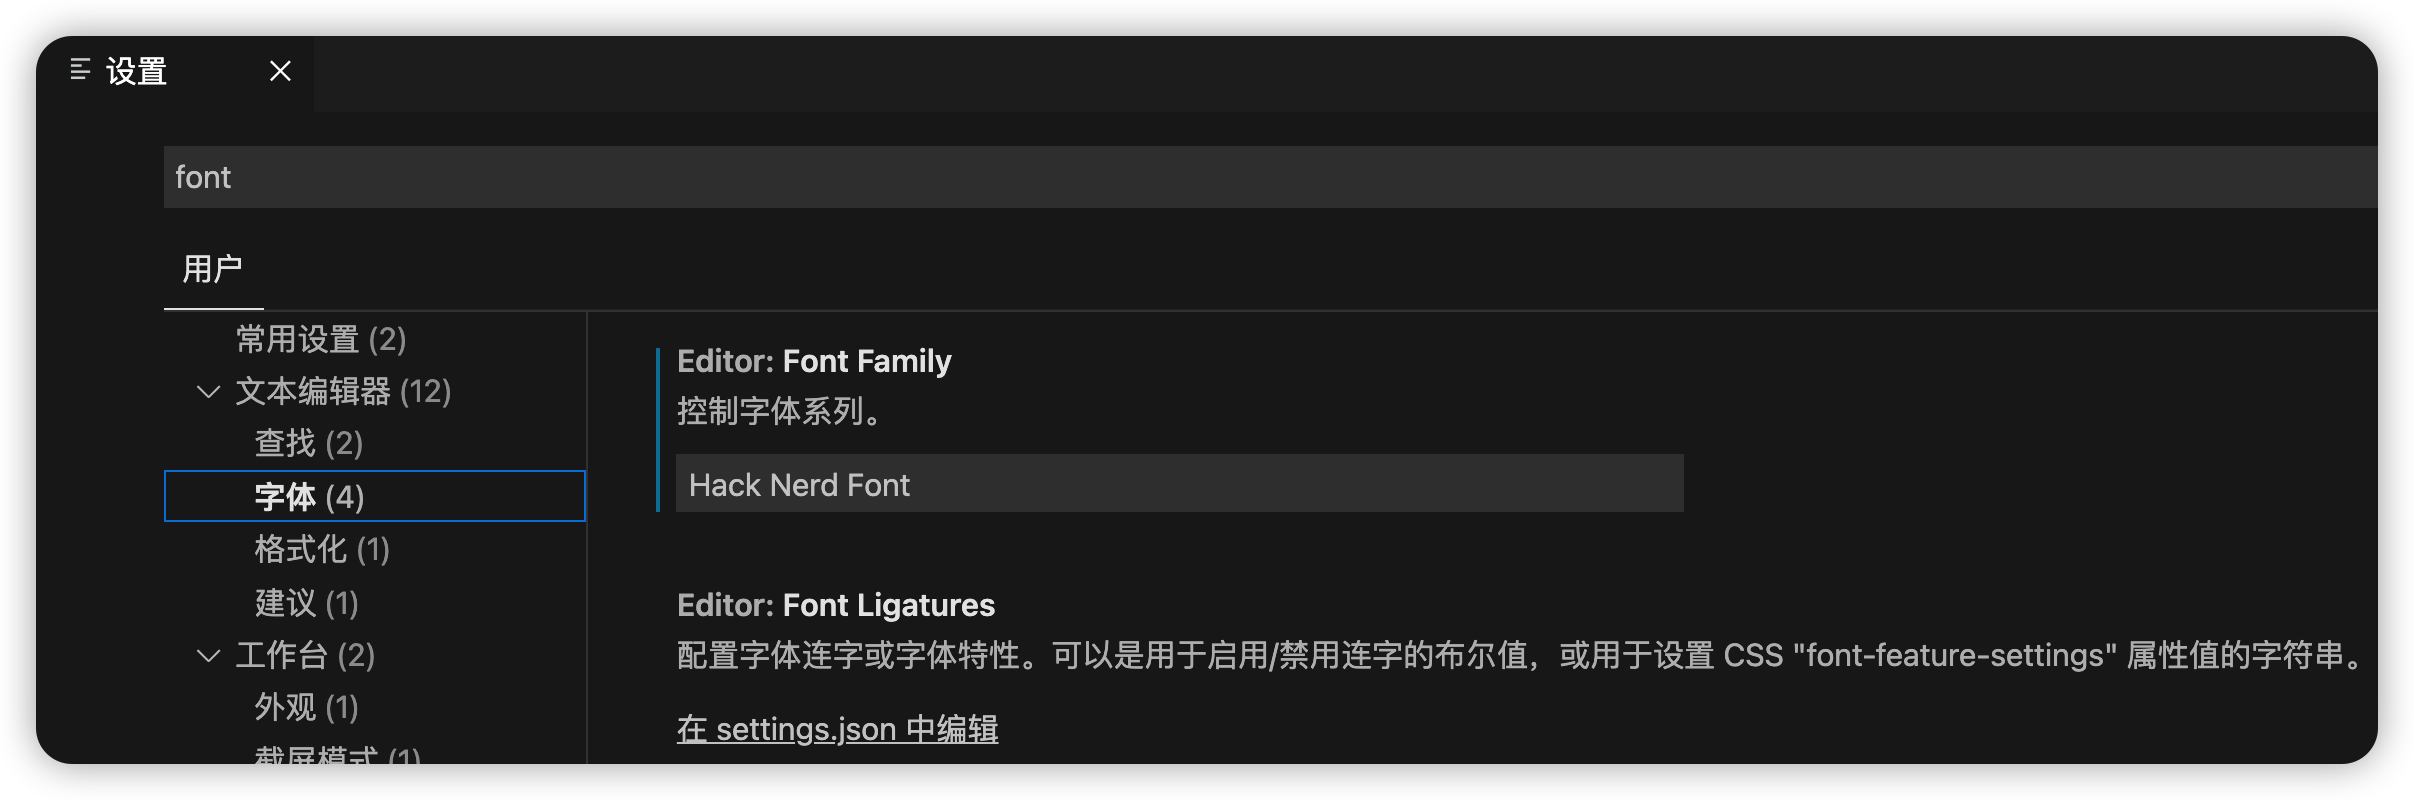 设置
font
用户
常用设置 (2)
文本编辑器 (12)
查找 (2)
字体 (4)
格式化 (1)
建议 (1)
工作台 (2)
外观 (1)
截屏模式 (1)
Editor: Font Family
控制字体系列。
Hack Nerd Font
Editor: Font Ligatures
配置字体连字或字体特性。可以是用于启用/禁用连字的布尔值，或用于设置 CSS "font-feature-settings" 属性值的字符串。
在 settings.json 中编辑